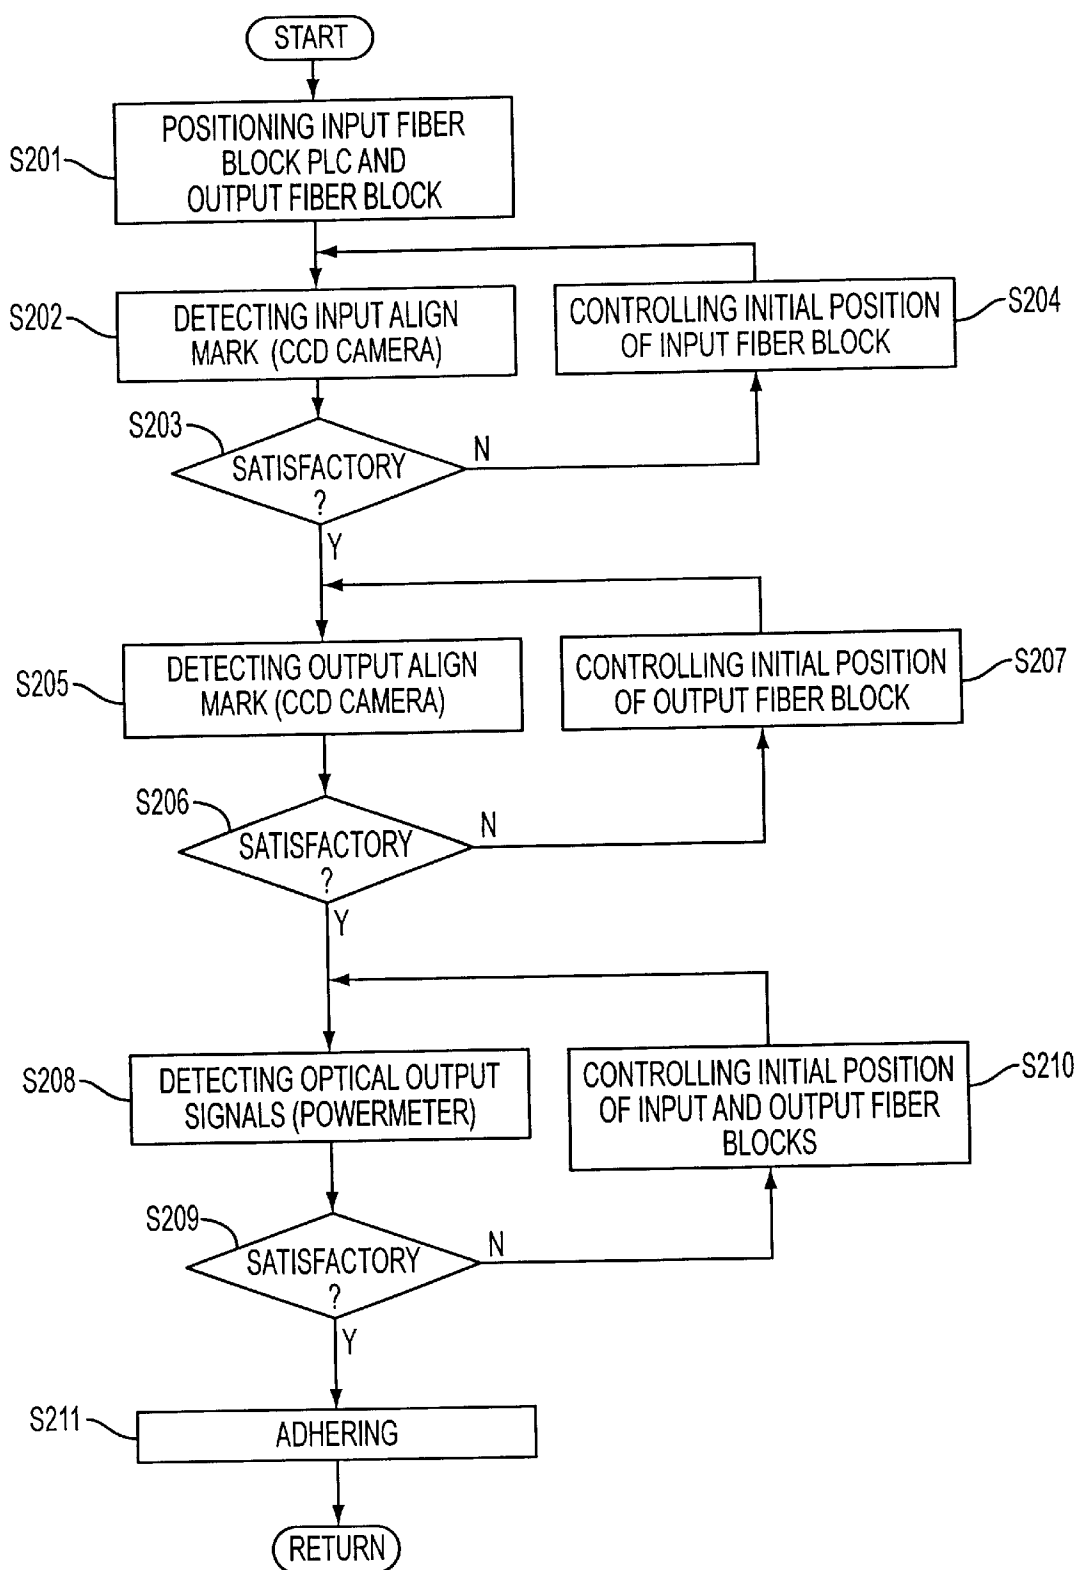 START
S201
POSITIONING INPUT FIBER
BLOCK PLC AND
OUTPUT FIBER BLOCK
S202
DETECTING INPUT ALIGN
MARK (CCD CAMERA)
CONTROLLING INITIAL POSITION
OF INPUT FIBER BLOCK
S204
S203
SATISFACTORY
?
N
Y
S205
DETECTING OUTPUT ALIGN
MARK (CCD CAMERA)
CONTROLLING INITIAL POSITION
OF OUTPUT FIBER BLOCK
S207
S206
SATISFACTORY
?
N
Y
S208
DETECTING OPTICAL OUTPUT
SIGNALS (POWERMETER)
CONTROLLING INITIAL POSITION
OF INPUT AND OUTPUT FIBER
BLOCKS
S210
S209
SATISFACTORY
?
N
Y
S211
ADHERING
RETURN